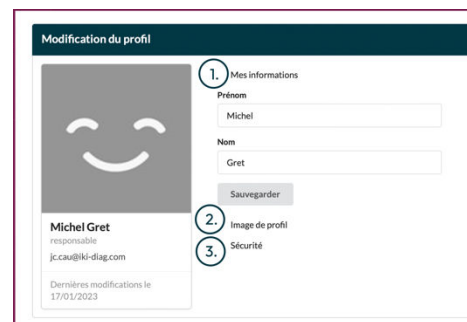 Modification du profil
1.
Mes informations
Prénom
Michel
Nom
Gret
Sauvegarder
2.
Image de profil
3.
Sécurité
Michel Gret
responsable
jc.cau@iki-diag.com
Dernières modifications le
17/01/2023